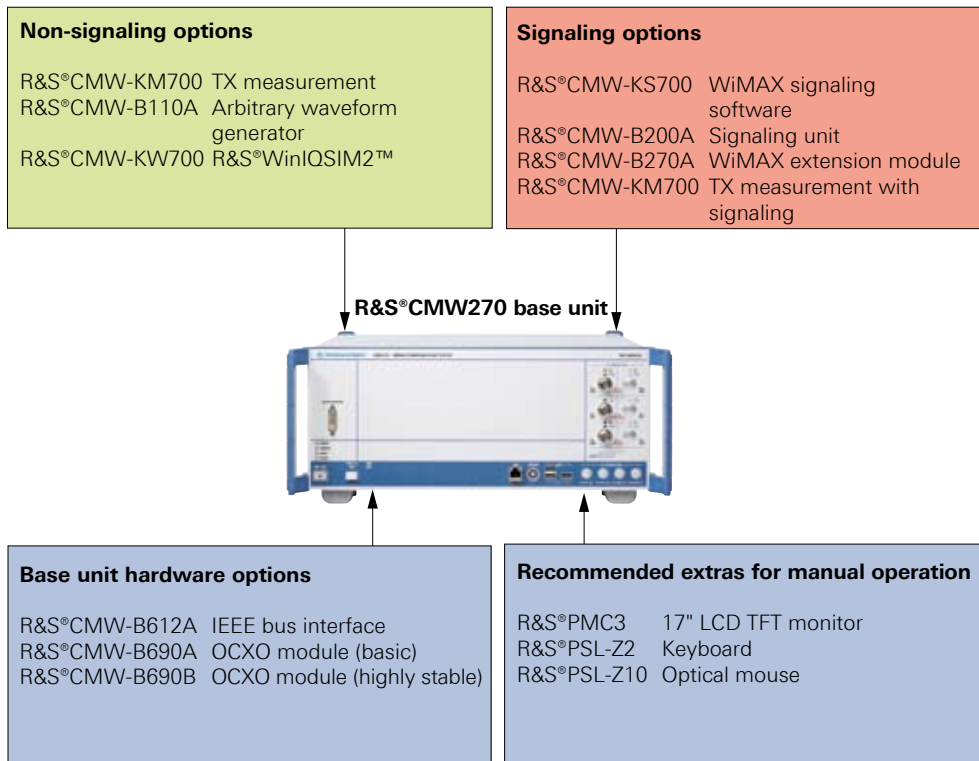 Non-signaling options
R&S®CMW-KM700 TX measurement
R&S®CMW-B110A Arbitrary waveform
generator
R&S®CMW-KW700 R&S®WinIQSIM2™
Signaling options
R&S®CMW-KS700 WiMAX signaling
software
R&S®CMW-B200A Signaling unit
R&S®CMW-B270A WiMAX extension module
R&S®CMW-KM700 TX measurement with
signaling
R&S®CMW270 base unit
Base unit hardware options
R&S®CMW-B612A IEEE bus interface
R&S®CMW-B690A OCXO module (basic)
R&S®CMW-B690B OCXO module (highly stable)
Recommended extras for manual operation
R&S®PMC3 17" LCD TFT monitor
R&S®PSL-Z2 Keyboard
R&S®PSL-Z10 Optical mouse